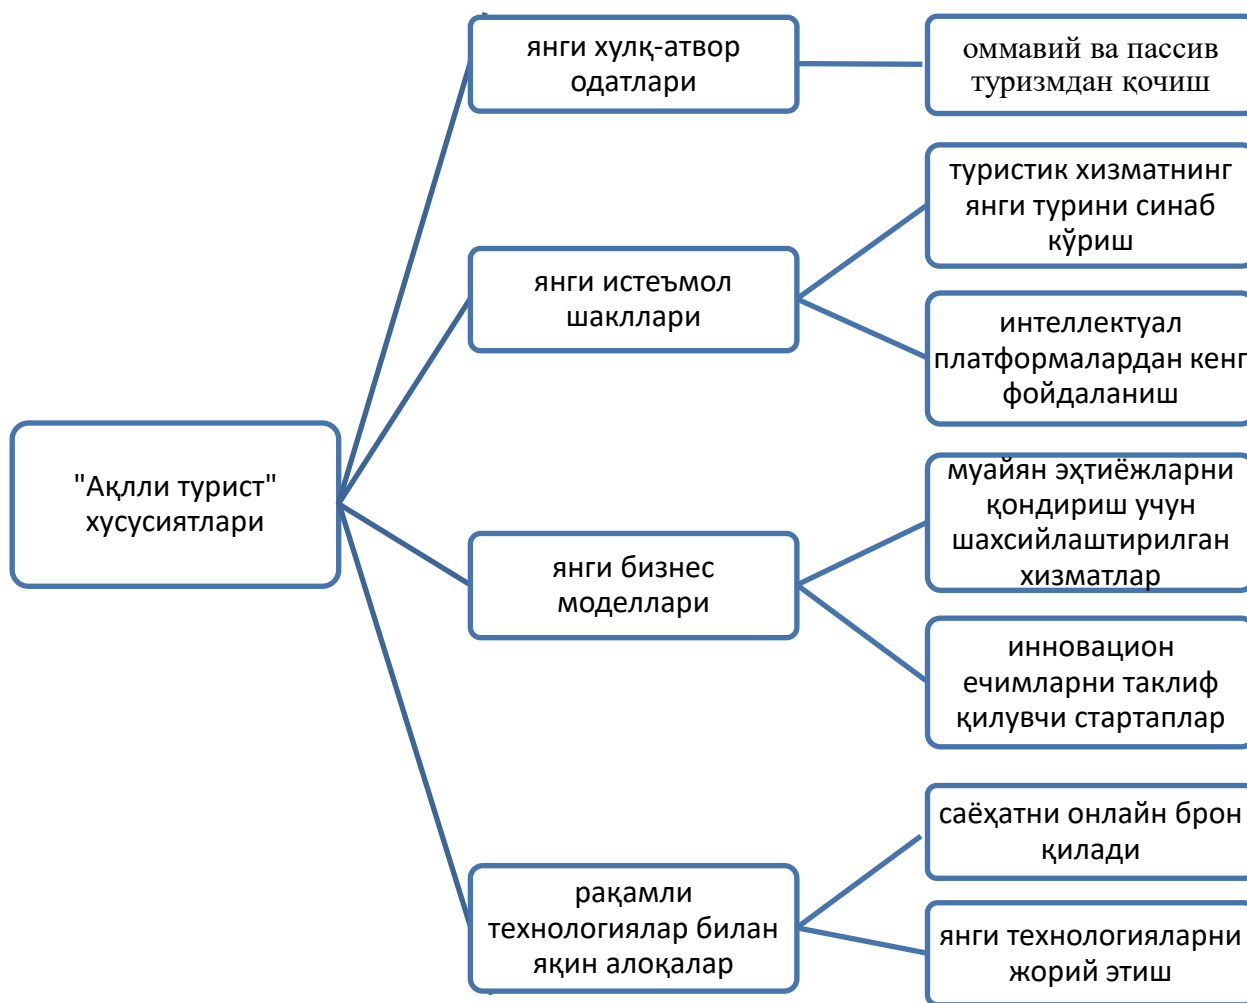 "Ақлли турист"
хусусиятлари
янги хулқ-атвор
одатлари
оммавий ва пассив
туризмдан қочиш
янги истеъмол
шакллари
туристик хизматнинг
янги турини синаб
кўриш
интеллектуал
платформалардан кенг
фойдаланиш
янги бизнес
моделлари
муайян эҳтиёжларни
қондириш учун
шахсийлаштирилган
хизматлар
инновацион
ечимларни таклиф
қилувчи стартаплар
рақамли
технологиялар билан
яқин алоқалар
саёҳатни онлайн брон
қилади
янги технологияларни
жорий этиш